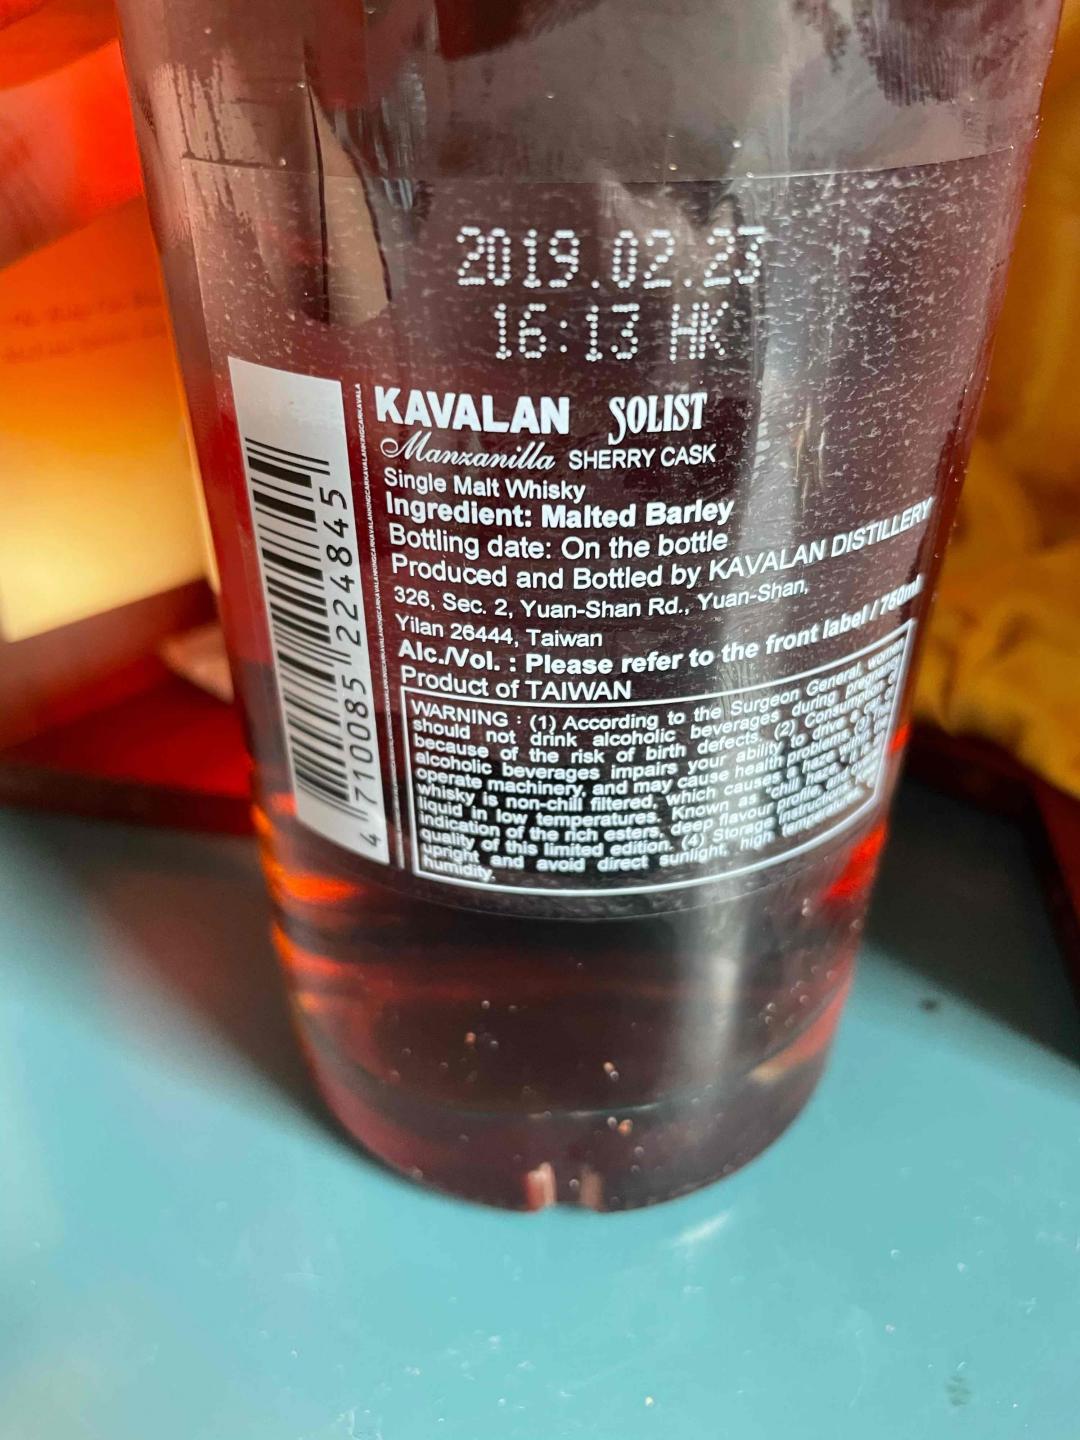 2019.02.23
16:13 HK
KAVALAN SOLIST
Manzanilla SHERRY CASK
Single Malt Whisky
Ingredient: Malted Barley
Bottling date: On the bottle
Produced and Bottled by KAVALAN DISTILLERY
326, Sec. 2, Yuan-Shan Rd., Yuan-Shan,
Yilan 26444, Taiwan
Alc./Vol. : Please refer to the front label / 750ml
Product of TAIWAN
WARNING : (1) According to the Surgeon General, women
should not drink alcoholic beverages during pregnancy
because of the risk of birth defects. (2) Consumption of
alcoholic beverages impairs your ability to drive a car or
operate machinery, and may cause health problems. (3)
whisky is non-chill filtered, which causes a haze within the
liquid in low temperatures. Known as "chill haze", it is an
indication of the rich esters, deep flavour profile, and
quality of this limited edition. (4) Storage instructions:
upright and avoid direct sunlight, high temperatures,
humidity.
4 710085 224845